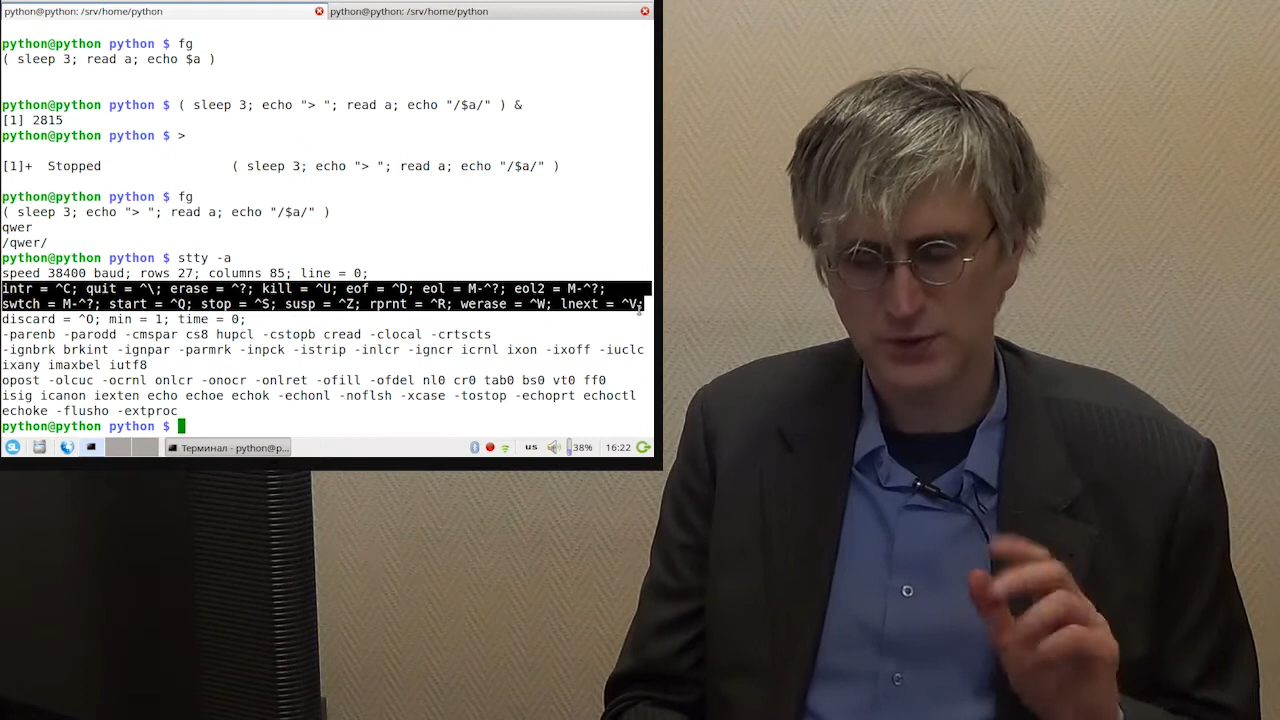 python@python: /srv/home/python
python@python: /srv/home/python
python@python python $ fg
( sleep 3; read a; echo $a )
python@python python $ ( sleep 3; echo "> "; read a; echo "/$a/" ) &
[1] 2815
python@python python $ >
[1]+  Stopped                 ( sleep 3; echo "> "; read a; echo "/$a/" )
python@python python $ fg
( sleep 3; echo "> "; read a; echo "/$a/" )
qwer
/qwer/
python@python python $ stty -a
speed 38400 baud; rows 27; columns 85; line = 0;
intr = ^C; quit = ^\; erase = ^?; kill = ^U; eof = ^D; eol = M-^?; eol2 = M-^?;
swtch = M-^?; start = ^Q; stop = ^S; susp = ^Z; rprnt = ^R; werase = ^W; lnext = ^V;
discard = ^O; min = 1; time = 0;
-parenb -parodd -cmspar cs8 hupcl -cstopb cread -clocal -crtscts
-ignbrk brkint -ignpar -parmrk -inpck -istrip -inlcr -igncr icrnl ixon -ixoff -iuclc
ixany imaxbel iutf8
opost -olcuc -ocrnl onlcr -onocr -onlret -ofill -ofdel nl0 cr0 tab0 bs0 vt0 ff0
isig icanon iexten echo echoe echok -echonl -noflsh -xcase -tostop -echoprt echoctl
echoke -flusho -extproc
python@python python $
SL
Терминал - python@p...
us
38%
16:22